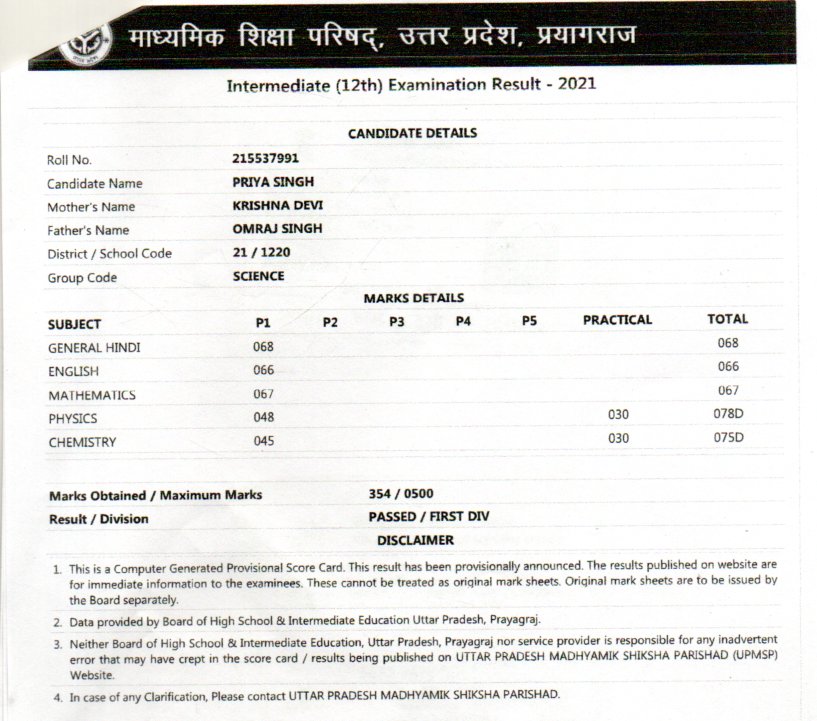 माध्यमिक शिक्षा परिषद्, उत्तर प्रदेश, प्रयागराज
Intermediate (12th) Examination Result - 2021
CANDIDATE DETAILS
Roll No. 215537991
Candidate Name PRIYA SINGH
Mother's Name KRISHNA DEVI
Father's Name OMRAJ SINGH
District / School Code 21 / 1220
Group Code SCIENCE
MARKS DETAILS
SUBJECT P1 P2 P3 P4 P5 PRACTICAL TOTAL
GENERAL HINDI 068 068
ENGLISH 066 066
MATHEMATICS 067 067
PHYSICS 048 030 078D
CHEMISTRY 045 030 075D
Marks Obtained / Maximum Marks 354 / 0500
Result / Division PASSED / FIRST DIV
DISCLAIMER
1. This is a Computer Generated Provisional Score Card. This result has been provisionally announced. The results published on website are
for immediate information to the examinees. These cannot be treated as original mark sheets. Original mark sheets are to be issued by
the Board separately.
2. Data provided by Board of High School & Intermediate Education Uttar Pradesh, Prayagraj.
3. Neither Board of High School & Intermediate Education, Uttar Pradesh, Prayagraj nor service provider is responsible for any inadvertent
error that may have crept in the score card / results being published on UTTAR PRADESH MADHYAMIK SHIKSHA PARISHAD (UPMSP)
Website.
4. In case of any Clarification, Please contact UTTAR PRADESH MADHYAMIK SHIKSHA PARISHAD.